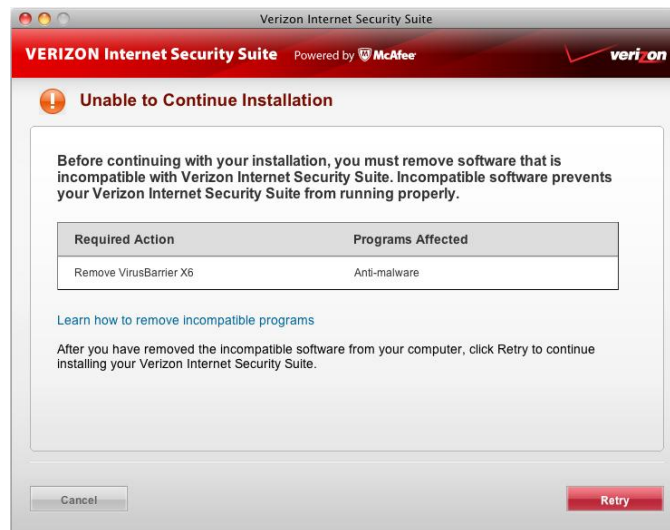 Verizon Internet Security Suite
VERIZON Internet Security Suite Powered by McAfee verizon
Unable to Continue Installation
Before continuing with your installation, you must remove software that is
incompatible with Verizon Internet Security Suite. Incompatible software prevents
your Verizon Internet Security Suite from running properly.
Required Action Programs Affected
Remove VirusBarrier X6 Anti-malware
Learn how to remove incompatible programs
After you have removed the incompatible software from your computer, click Retry to continue
installing your Verizon Internet Security Suite.
Cancel Retry